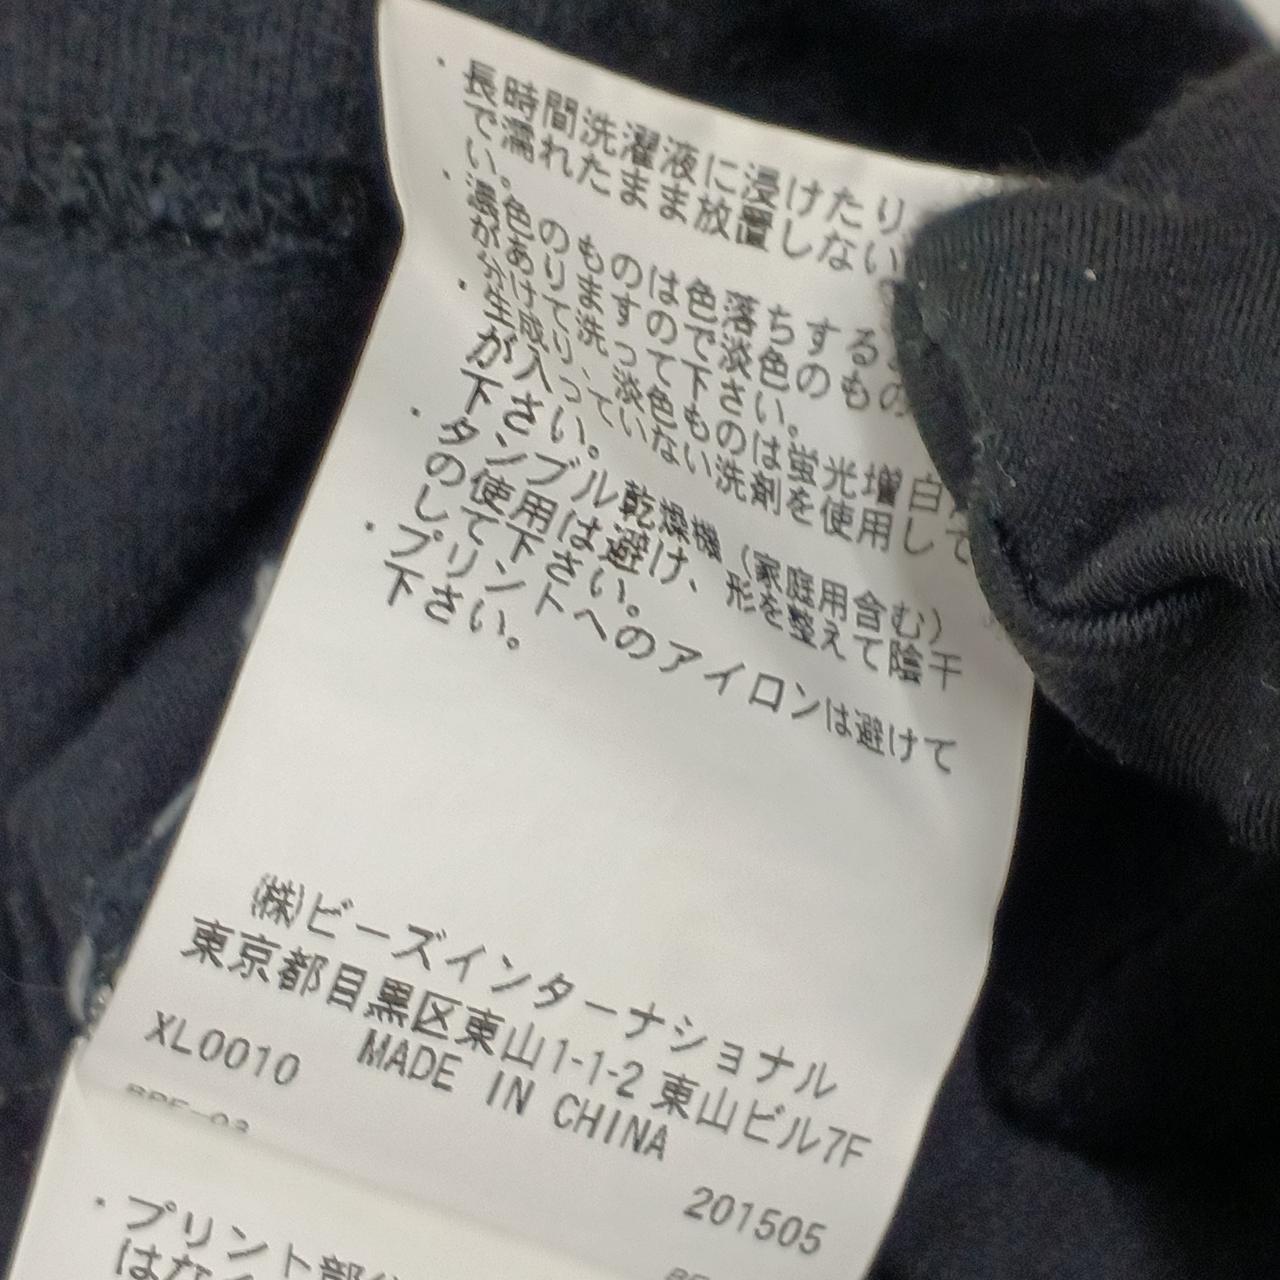 ・長時間洗濯液に浸けたり、
で濡れたまま放置しない
い。
・濃色のものは色落ちする
がありますので淡色のもの
分けて洗って下さい。
・生成り、淡色ものは蛍光増白
が入っていない洗剤を使用して
下さい。
・タンブル乾燥機(家庭用含む)
の使用は避け、形を整えて陰干
して下さい。
・プリントへのアイロンは避けて
下さい。
(株)ビーズインターナショナル
東京都目黒区東山1-1-2 東山ビル7F
XL0010 MADE IN CHINA
201505
・プリント部
はな